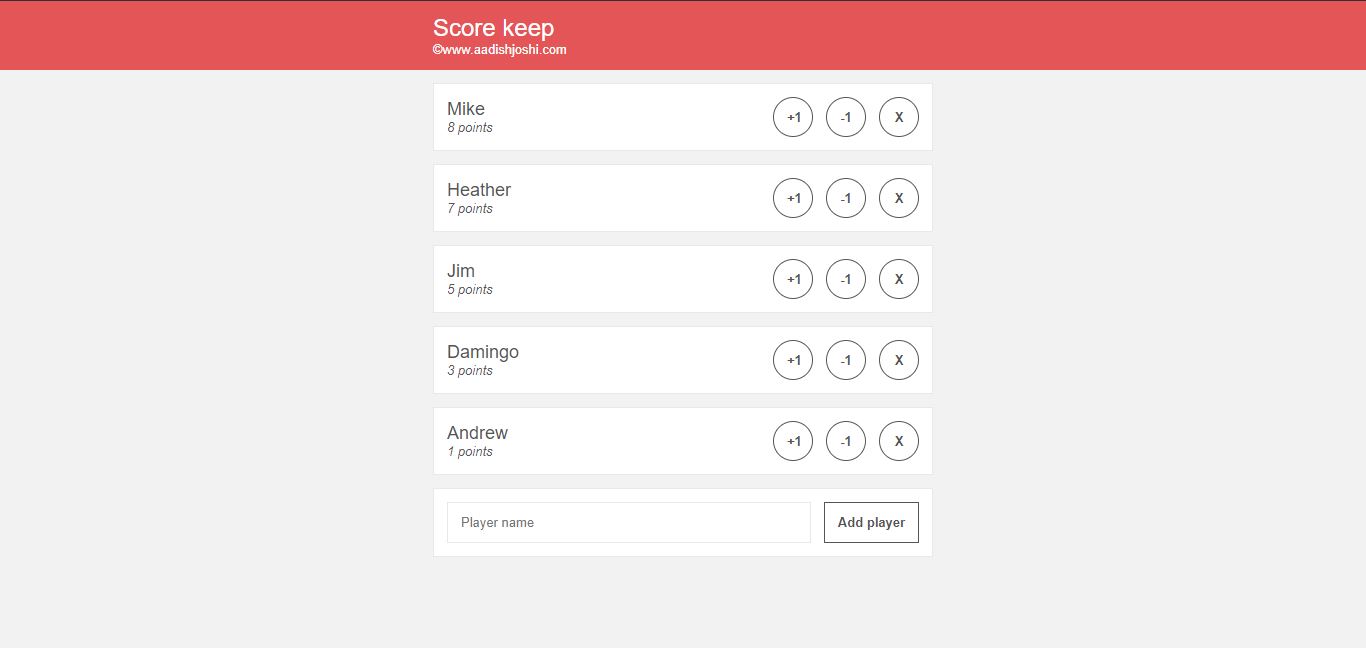 Score keep
©www.aadishjoshi.com
Mike
8 points
+1 -1 X
Heather
7 points
+1 -1 X
Jim
5 points
+1 -1 X
Damingo
3 points
+1 -1 X
Andrew
1 points
+1 -1 X
Player name Add player